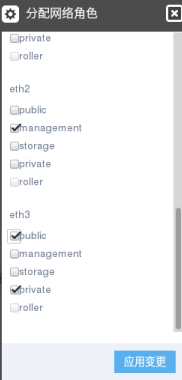 分配网络角色
private
roller
eth2
public
management
storage
private
roller
eth3
public
management
storage
private
roller
应用变更